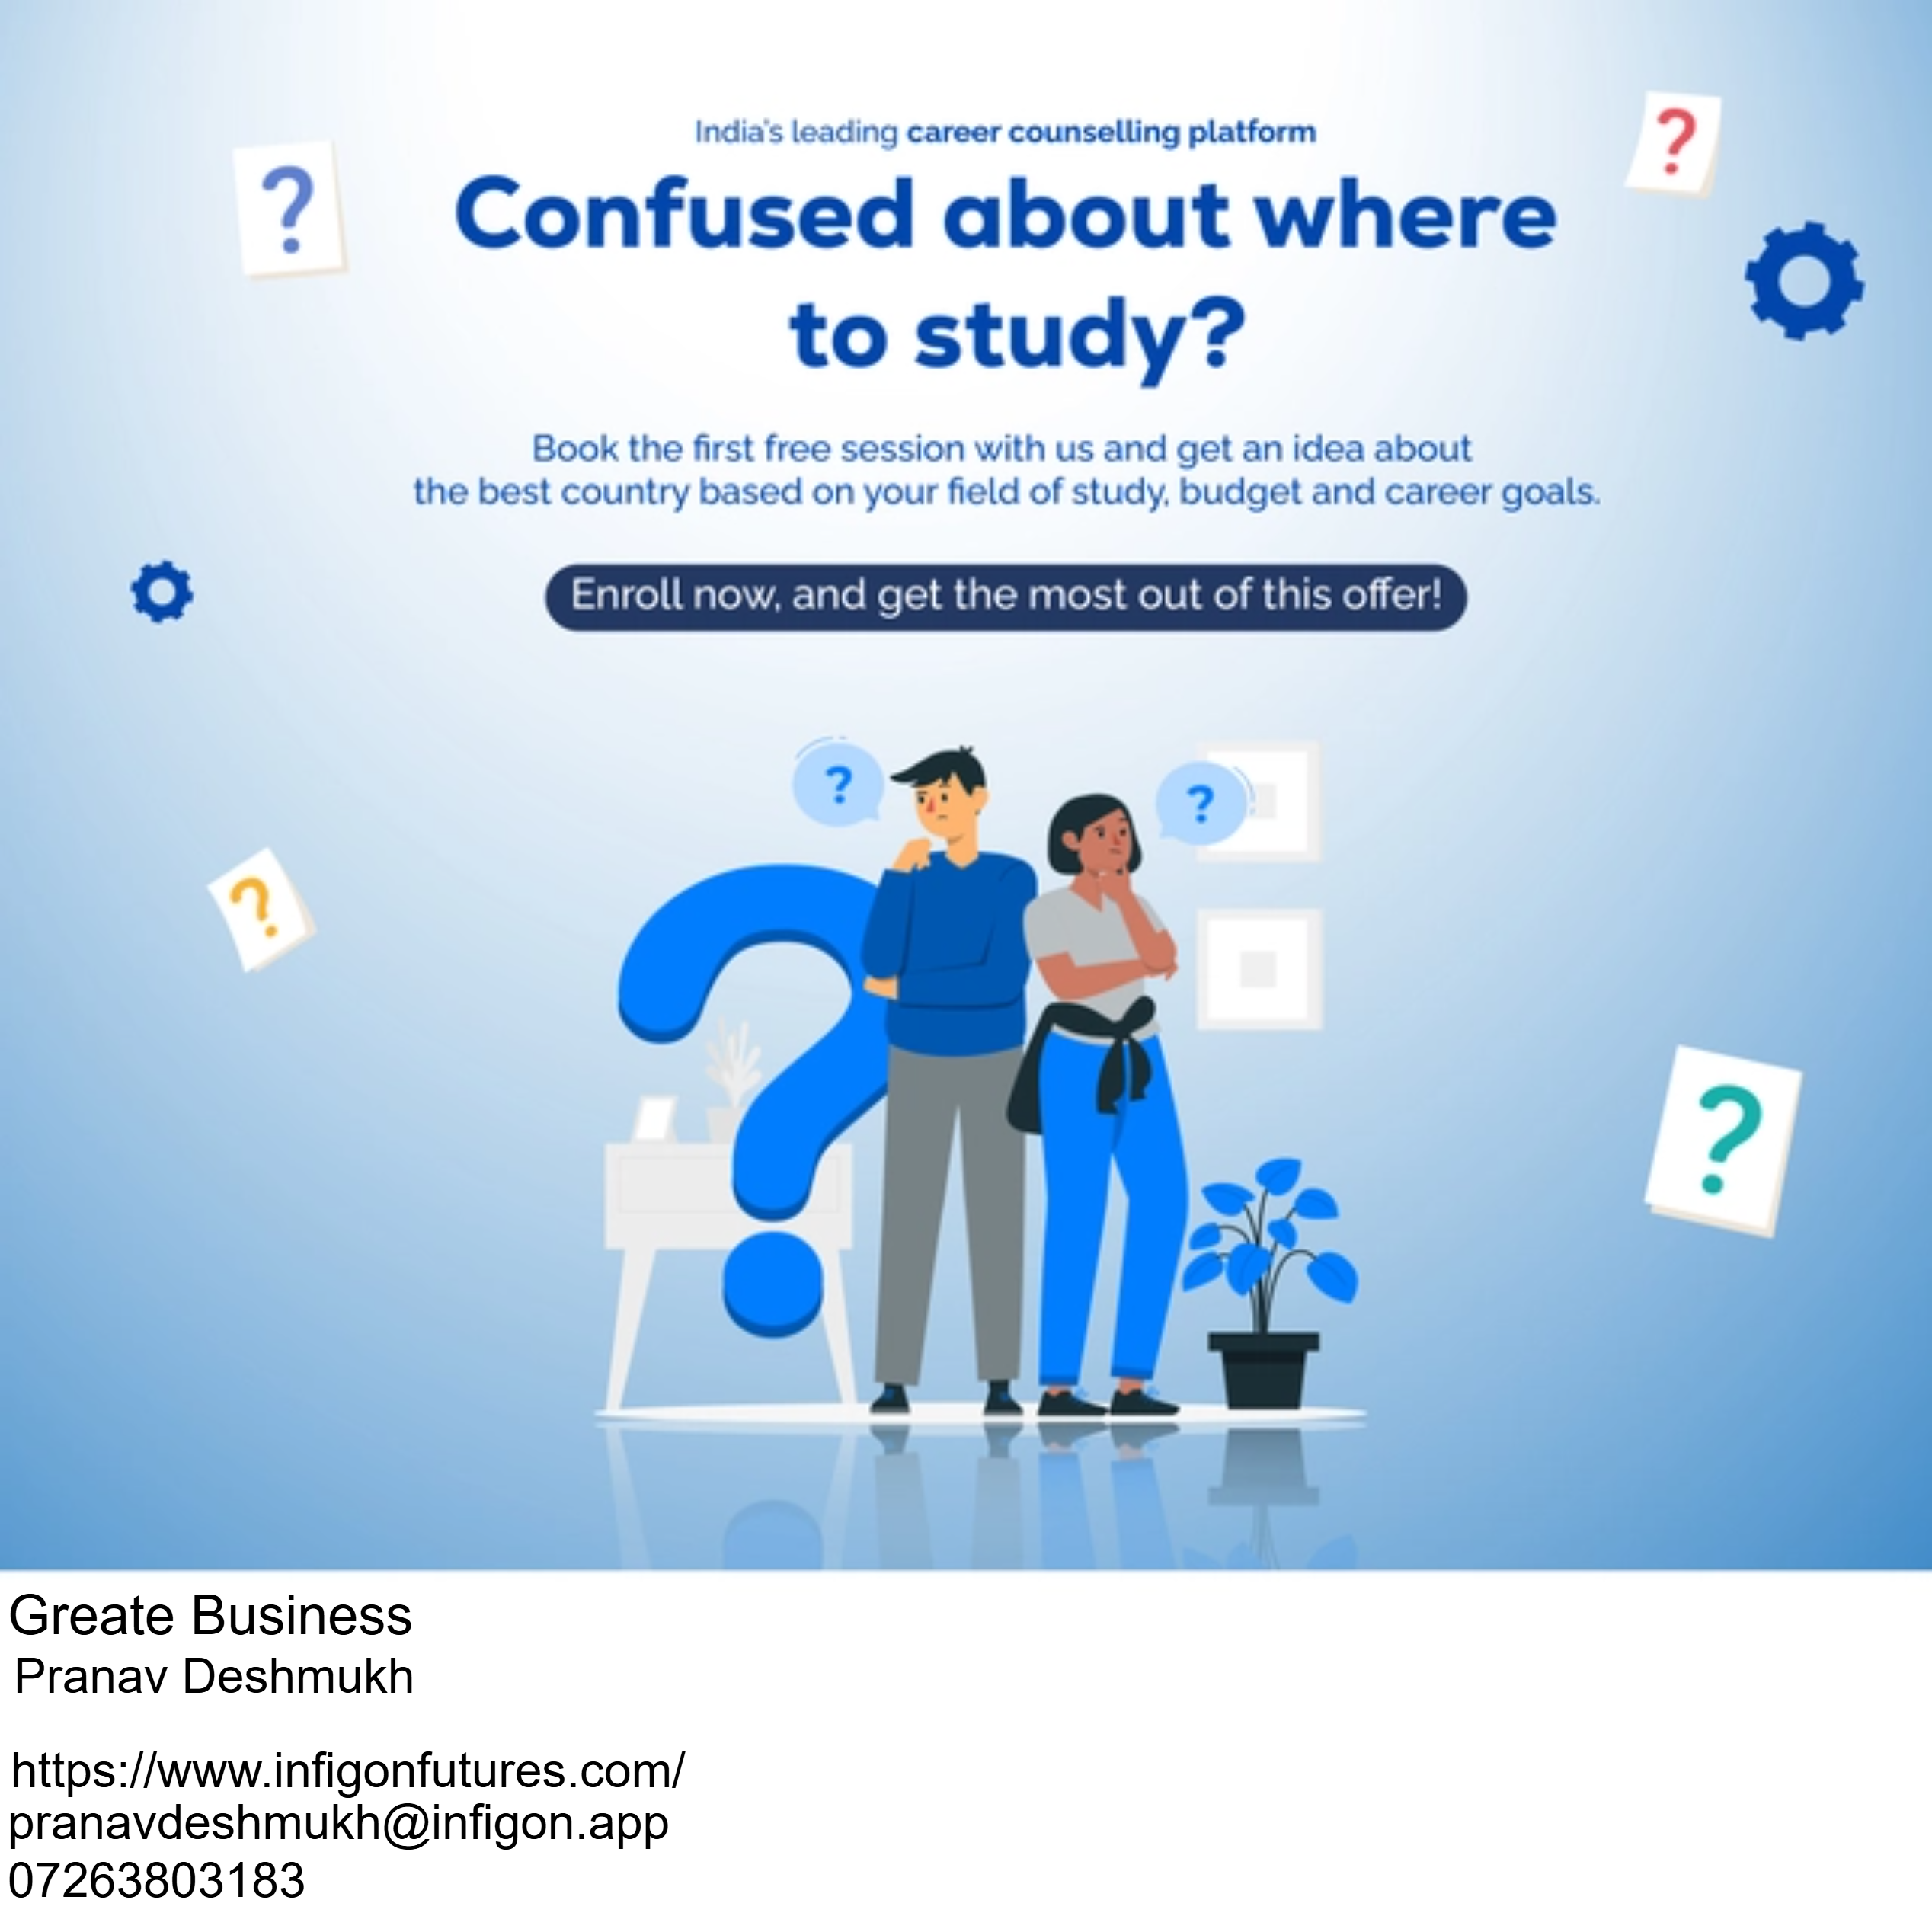 India's leading career counselling platform
Confused about where
to study?
Book the first free session with us and get an idea about
the best country based on your field of study, budget and career goals.
Enroll now, and get the most out of this offer!
?
?
?
?
?
?
Greate Business
Pranav Deshmukh
https://www.infigonfutures.com/
pranavdeshmukh@infigon.app
07263803183